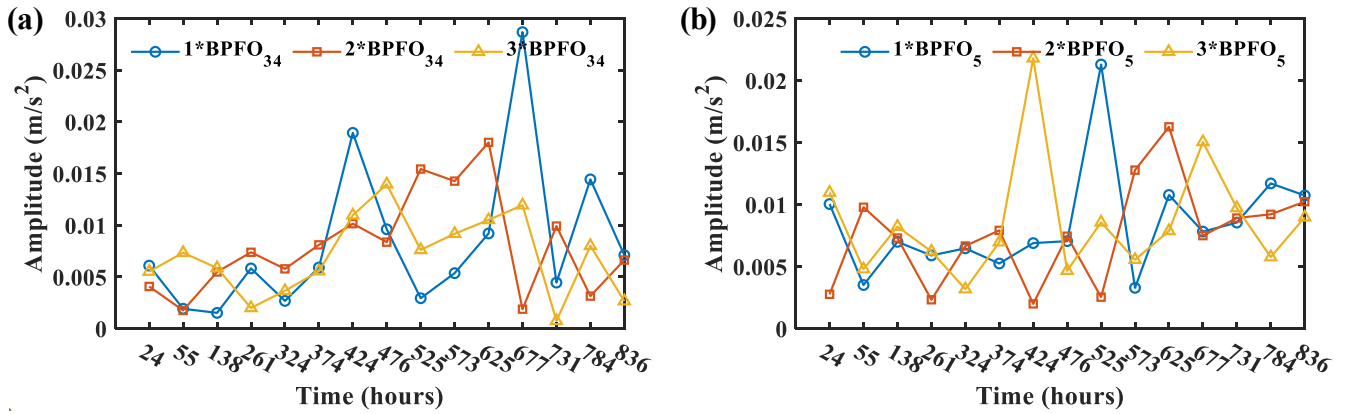 (a)
1*BPFO34 2*BPFO34 3*BPFO34
Amplitude (m/s2)
0.03
0.025
0.02
0.015
0.01
0.005
0
24 55 138 261 324 374 424 476 525 573 625 677 731 784 836
Time (hours)
(b)
1*BPFO5 2*BPFO5 3*BPFO5
Amplitude (m/s2)
0.025
0.02
0.015
0.01
0.005
0
24 55 138 261 324 374 424 476 525 573 625 677 731 784 836
Time (hours)